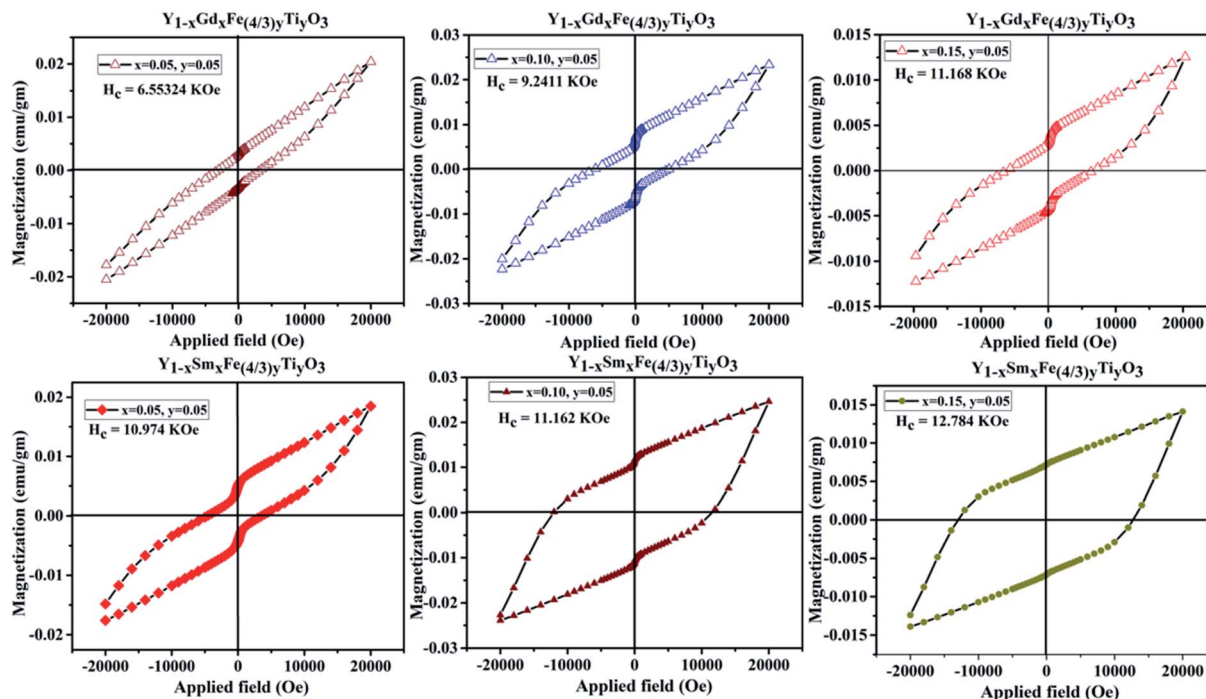 Y1-xGdxFe(4/3)yTiyO3
x=0.05, y=0.05
Hc = 6.55324 KOe
Magnetization (emu/gm)
0.02
0.01
0.00
-0.01
-0.02
-20000 -10000 0 10000 20000
Applied field (Oe)
Y1-xGdxFe(4/3)yTiyO3
x=0.10, y=0.05
Hc = 9.2411 KOe
Magnetization (emu/gm)
0.03
0.02
0.01
0.00
-0.01
-0.02
-0.03
-20000 -10000 0 10000 20000
Applied field (Oe)
Y1-xGdxFe(4/3)yTiyO3
x=0.15, y=0.05
Hc = 11.168 KOe
Magnetization (emu/gm)
0.015
0.010
0.005
0.000
-0.005
-0.010
-0.015
-20000 -10000 0 10000 20000
Applied field (Oe)
Y1-xSmxFe(4/3)yTiyO3
x=0.05, y=0.05
Hc = 10.974 KOe
Magnetization (emu/gm)
0.02
0.01
0.00
-0.01
-0.02
-20000 -10000 0 10000 20000
Applied field (Oe)
Y1-xSmxFe(4/3)yTiyO3
x=0.10, y=0.05
Hc = 11.162 KOe
Magnetization (emu/gm)
0.03
0.02
0.01
0.00
-0.01
-0.02
-0.03
-20000 -10000 0 10000 20000
Applied field (Oe)
Y1-xSmxFe(4/3)yTiyO3
x=0.15, y=0.05
Hc = 12.784 KOe
Magnetization (emu/gm)
0.015
0.010
0.005
0.000
-0.005
-0.010
-0.015
-20000 -10000 0 10000 20000
Applied field (Oe)